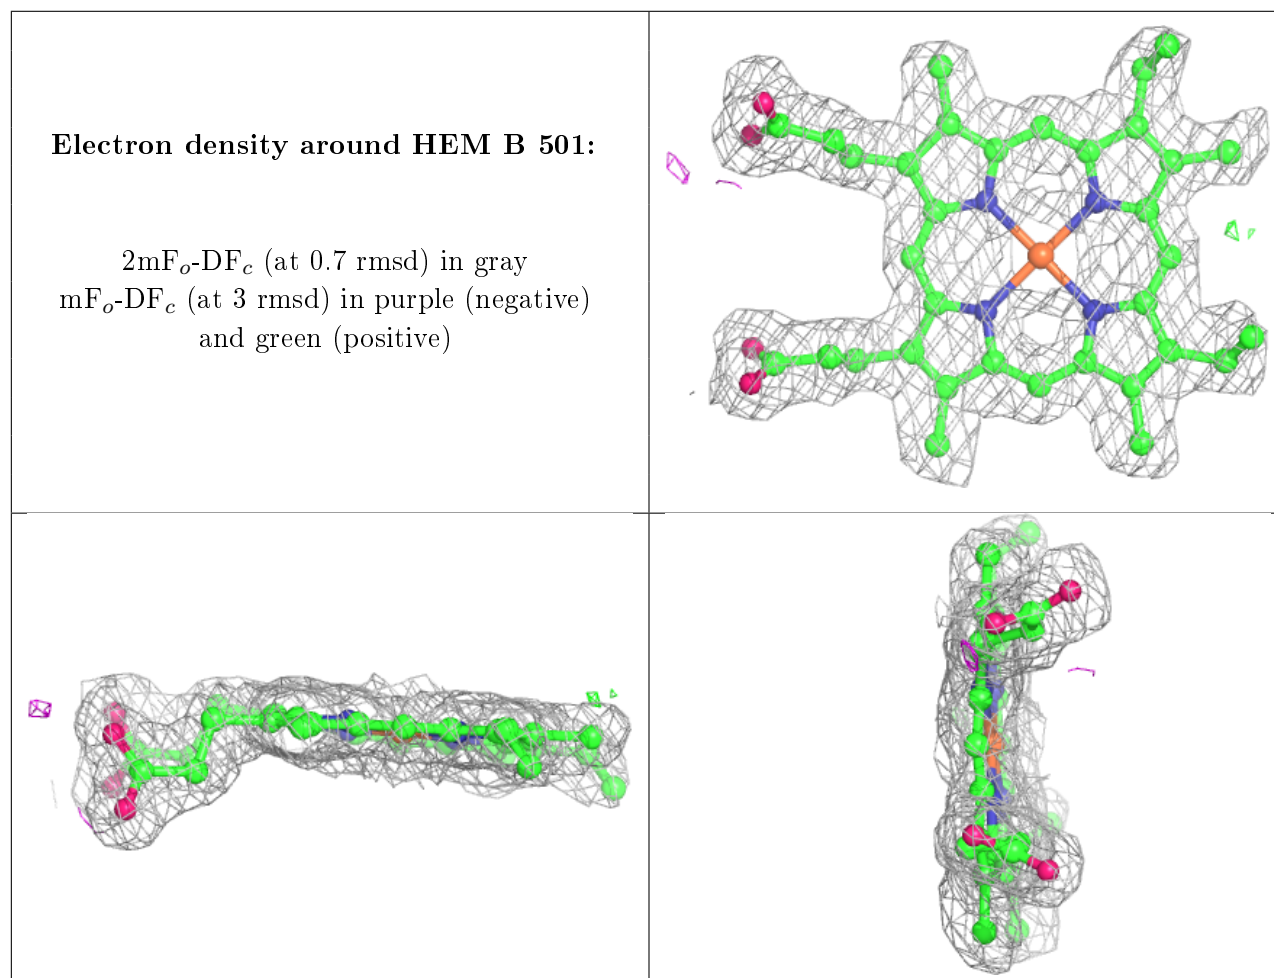 Electron density around HEM B 501:
2mFo-DFc (at 0.7 rmsd) in gray
mFo-DFc (at 3 rmsd) in purple (negative)
and green (positive)